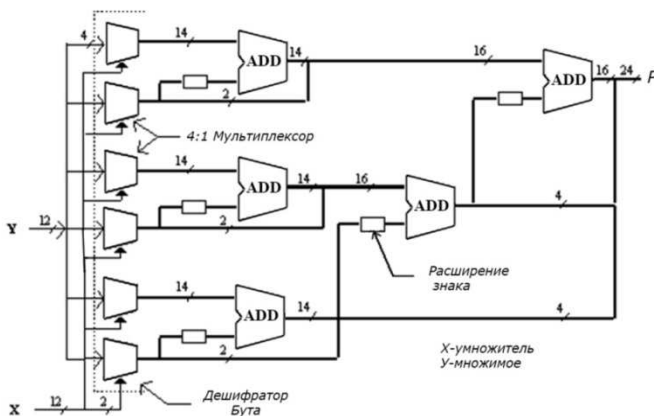 4
14
ADD
14
16
ADD
16
24
P
2
4:1 Мультиплексор
14
ADD
14
16
ADD
4
Y
12
2
Расширение
знака
14
ADD
14
4
2
Х-умножитель
У-множимое
X
12
2
Дешифратор
Бута